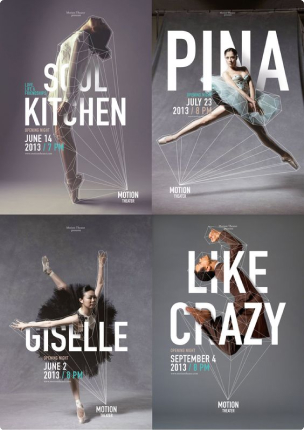 SOUL
KITCHEN
OPENING NIGHT
JUNE 14
2013 / 7 PM
MOTION
THEATER
PINA
OPENING NIGHT
JULY 23
2013 / 8 PM
MOTION
THEATER
GISELLE
OPENING NIGHT
JUNE 2
2013 / 9 PM
MOTION
THEATER
LIKE
CRAZY
OPENING NIGHT
SEPTEMBER 4
2013 / 8 PM
MOTION
THEATER